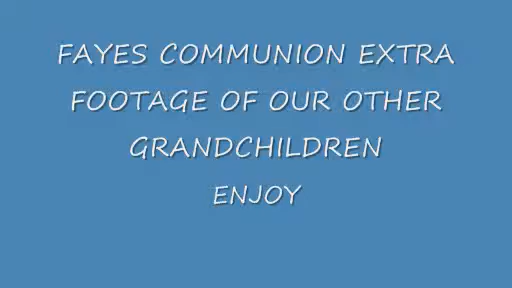 FAYES COMMUNION EXTRA
FOOTAGE OF OUR OTHER
GRANDCHILDREN
ENJOY